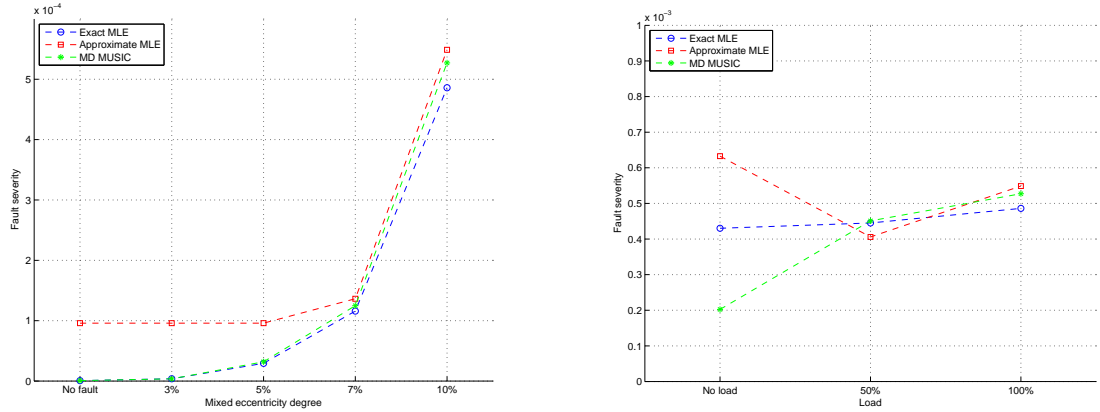 x 10⁻⁴
Exact MLE
Approximate MLE
MD MUSIC
5
4
3
2
1
0
No fault 3% 5% 7% 10%
Mixed eccentricity degree
Fault severity
x 10⁻³
1
Exact MLE
Approximate MLE
MD MUSIC
0.9
0.8
0.7
0.6
0.5
0.4
0.3
0.2
0.1
0
No load 50% 100%
Load
Fault severity